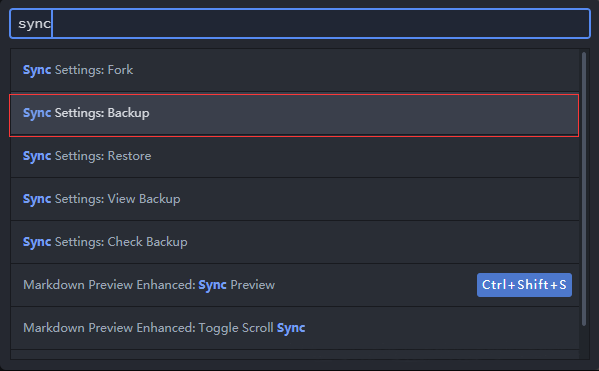 sync
Sync Settings: Fork
Sync Settings: Backup
Sync Settings: Restore
Sync Settings: View Backup
Sync Settings: Check Backup
Markdown Preview Enhanced: Sync Preview Ctrl+Shift+S
Markdown Preview Enhanced: Toggle Scroll Sync